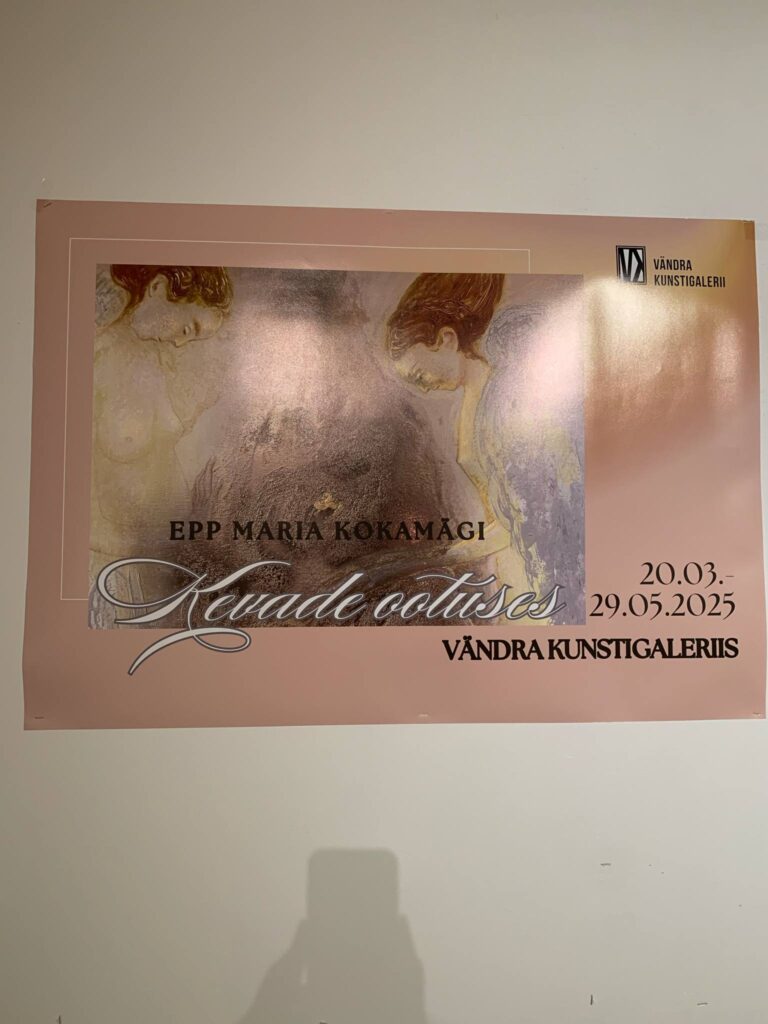 VÄNDRA
KUNSTIGALERII
EPP MARIA KOKAMÄGI
Kevade ootuses
20.03.-
29.05.2025
VÄNDRA KUNSTIGALERIIS